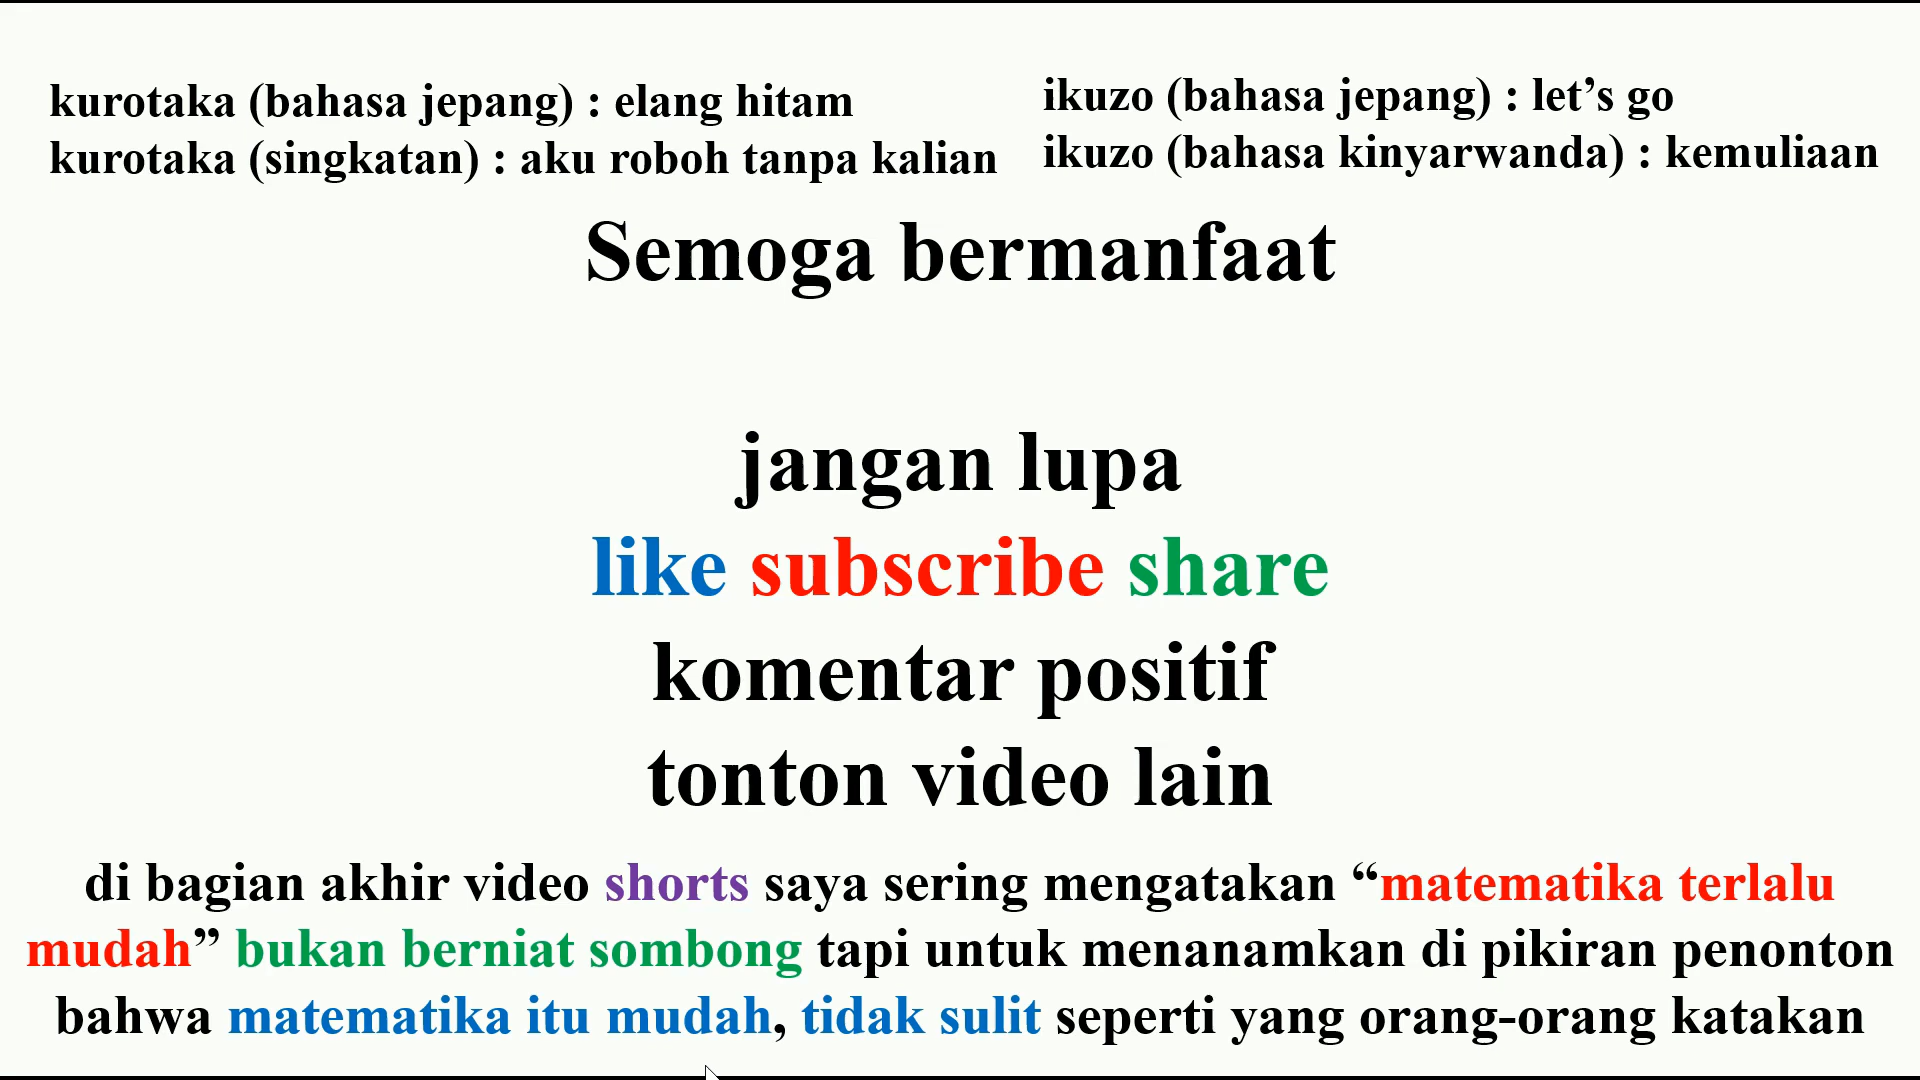 kurotaka (bahasa jepang) : elang hitam
kurotaka (singkatan) : aku roboh tanpa kalian
ikuzo (bahasa jepang) : let’s go
ikuzo (bahasa kinyarwanda) : kemuliaan
Semoga bermanfaat
jangan lupa
like subscribe share
komentar positif
tonton video lain
di bagian akhir video shorts saya sering mengatakan “matematika terlalu
mudah” bukan berniat sombong tapi untuk menanamkan di pikiran penonton
bahwa matematika itu mudah, tidak sulit seperti yang orang-orang katakan